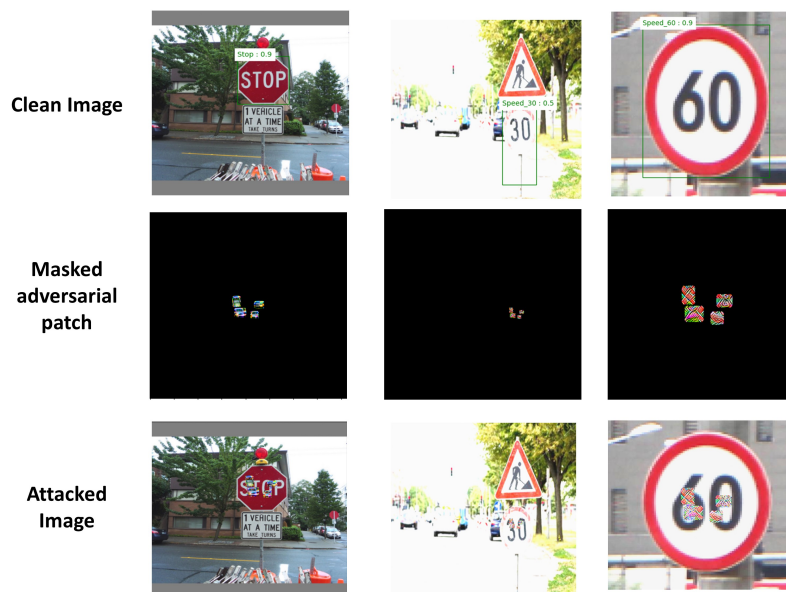 Clean Image
Stop : 0.9
STOP
1 VEHICLE
AT A TIME
TAKE TURNS
Speed_30 : 0.5
30
Speed_60 : 0.9
60
Masked
adversarial
patch
Attacked
Image
STOP
1 VEHICLE
AT A TIME
TAKE TURNS
30
60